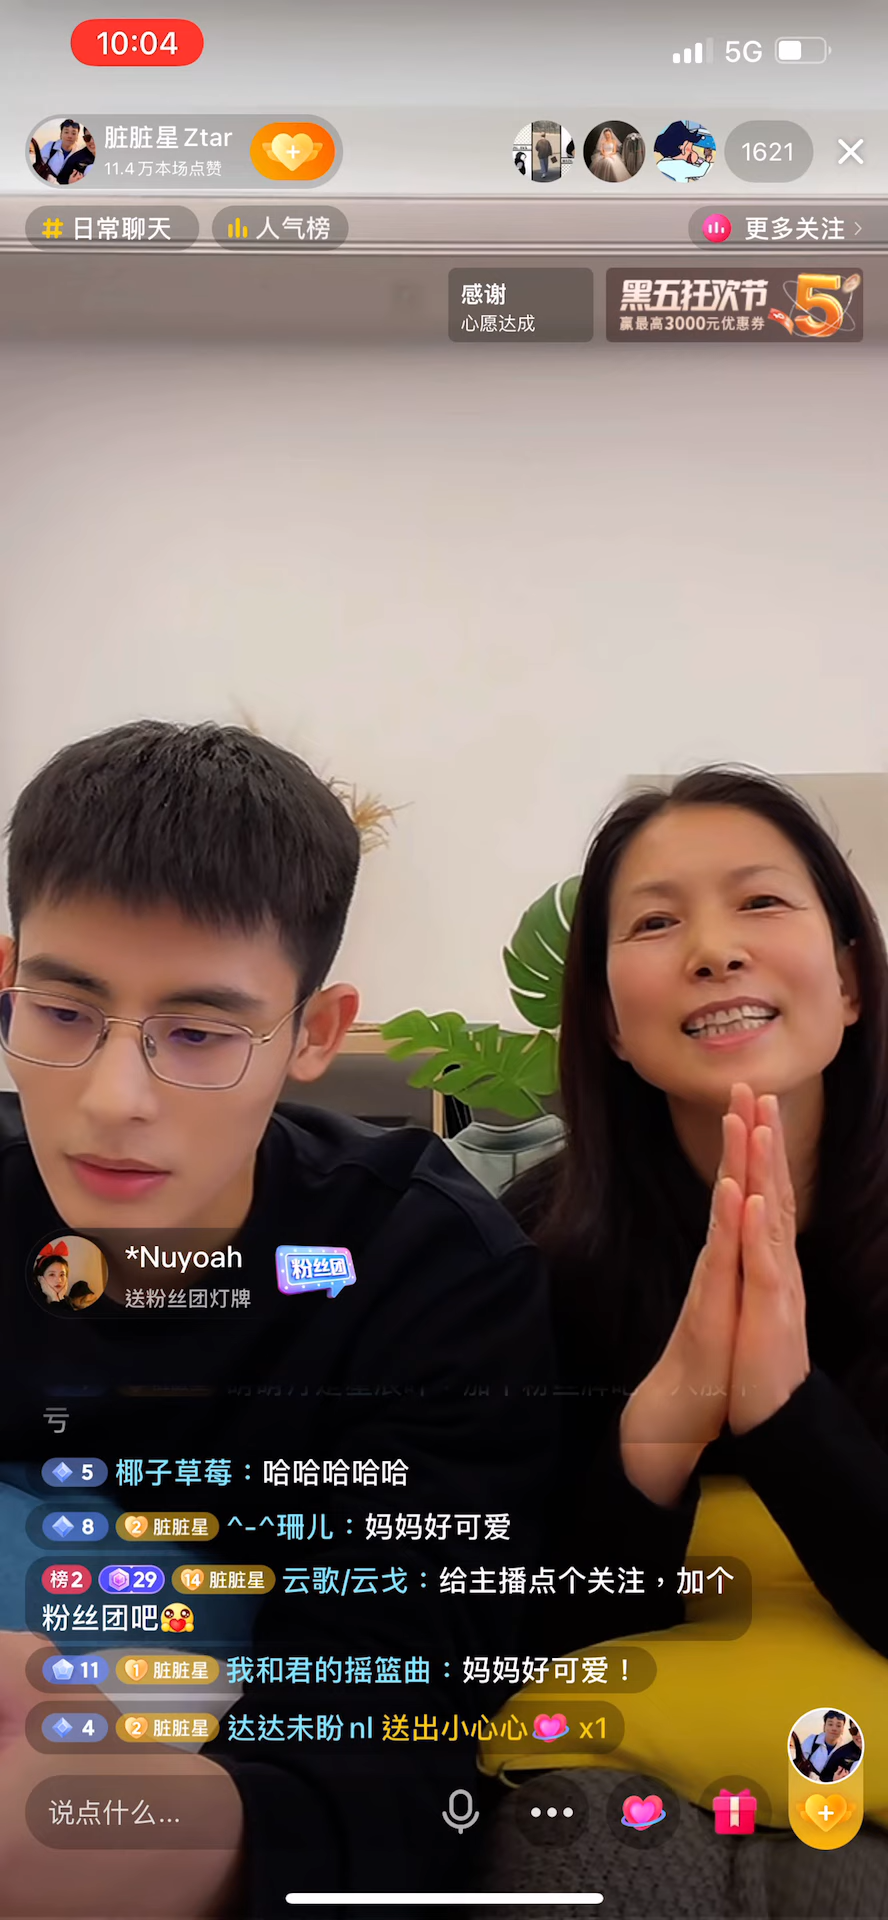 10:04
5G
脏脏星Ztar
11.4万本场点赞
1621
日常聊天
人气榜
更多关注
感谢
心愿达成
黑五狂欢节
赢最高3000元优惠券
5
*Nuyoah
送粉丝团灯牌
粉丝团
亏
5 椰子草莓：哈哈哈哈哈
8 2 脏脏星 ^-^珊儿：妈妈好可爱
榜2 29 14 脏脏星 云歌/云戈：给主播点个关注，加个
粉丝团吧
11 1 脏脏星 我和君的摇篮曲：妈妈好可爱！
4 2 脏脏星 达达未盼nl 送出小心心 x1
说点什么...